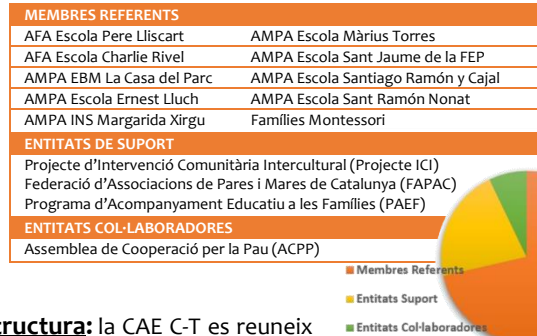 MEMBRES REFERENTS
AFA Escola Pere Lliscart AMPA Escola Màrius Torres
AFA Escola Charlie Rivel AMPA Escola Sant Jaume de la FEP
AMPA EBM La Casa del Parc AMPA Escola Santiago Ramón y Cajal
AMPA Escola Ernest Lluch AMPA Escola Sant Ramón Nonat
AMPA INS Margarida Xirgu Famílies Montessori
ENTITATS DE SUPORT
Projecte d'Intervenció Comunitària Intercultural (Projecte ICI)
Federació d'Associacions de Pares i Mares de Catalunya (FAPAC)
Programa d'Acompanyament Educatiu a les Famílies (PAEF)
ENTITATS COL·LABORADORES
Assemblea de Cooperació per la Pau (ACPP)
Membres Referents
Entitats Suport
Entitats Col·laboradores
tructura: la CAE C-T es reuneix